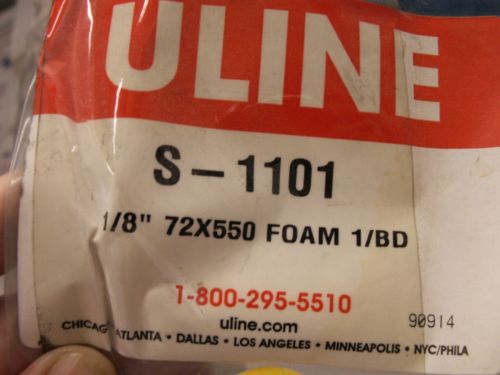 ULINE
S-1101
1/8" 72X550 FOAM 1/BD
1-800-295-5510
uline.com
90914
CHICAGO • ATLANTA • DALLAS • LOS ANGELES • MINNEAPOLIS • NYC/PHILA